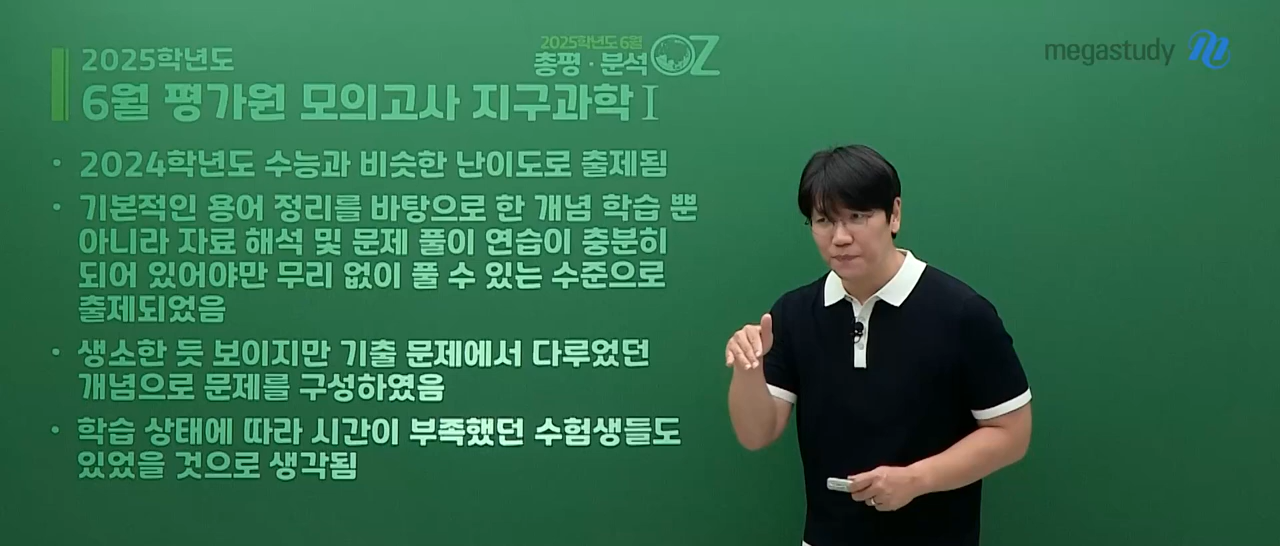 2025학년도
6월 평가원 모의고사 지구과학 I
2025학년도 6월
총평 · 분석 OZ
megastudy
• 2024학년도 수능과 비슷한 난이도로 출제됨
• 기본적인 용어 정리를 바탕으로 한 개념 학습 뿐
아니라 자료 해석 및 문제 풀이 연습이 충분히
되어 있어야만 무리 없이 풀 수 있는 수준으로
출제되었음
• 생소한 듯 보이지만 기출 문제에서 다루었던
개념으로 문제를 구성하였음
• 학습 상태에 따라 시간이 부족했던 수험생들도
있었을 것으로 생각됨